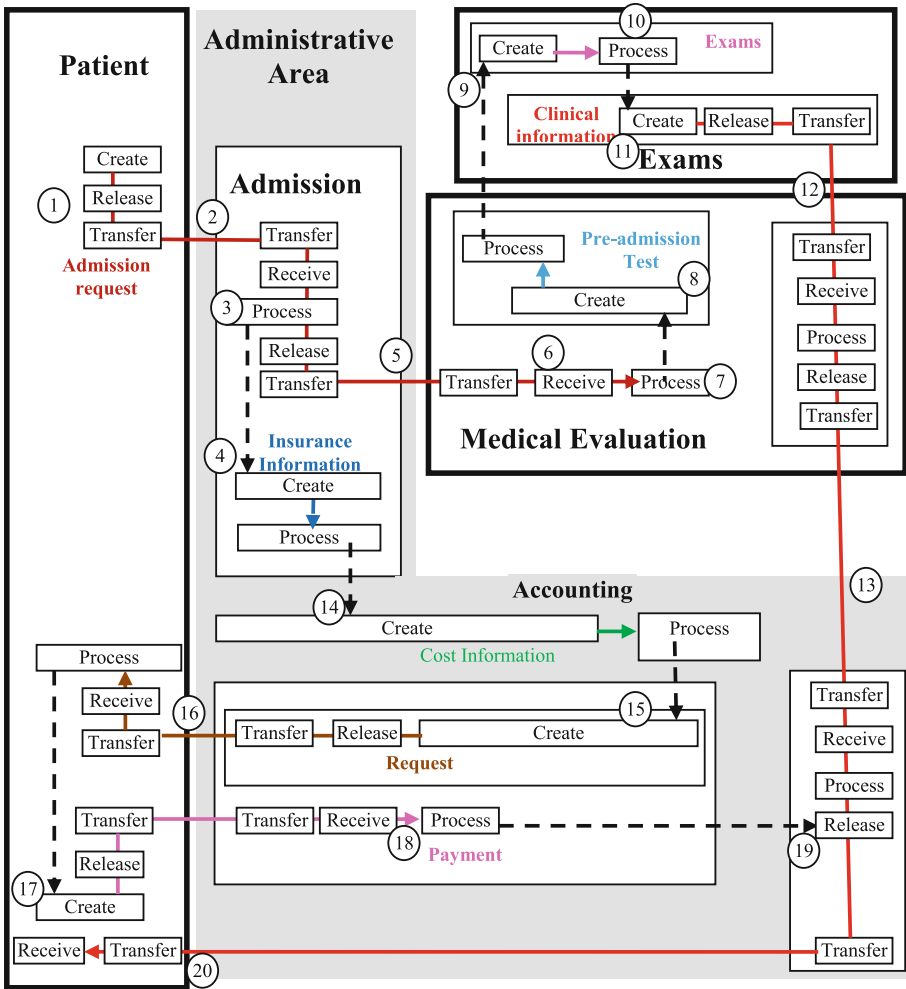 Patient
Create
1
Release
Transfer
Admission
request
Process
Receive
16
Transfer
Transfer
Release
17
Create
Receive
Transfer
20
Administrative
Area
Admission
2
Transfer
Receive
3
Process
Release
5
Transfer
4
Insurance
Information
Create
Process
10
Exams
Create
Process
9
Clinical
information
Create
Release
Transfer
11
Exams
12
Pre-admission
Test
Process
8
Create
6
Transfer
Receive
Process
7
Medical Evaluation
Transfer
Receive
Process
Release
Transfer
13
Accounting
14
Create
Process
Cost Information
15
Transfer
Release
Create
Request
Transfer
Receive
Process
18
Payment
Transfer
Receive
Process
Release
19
Transfer